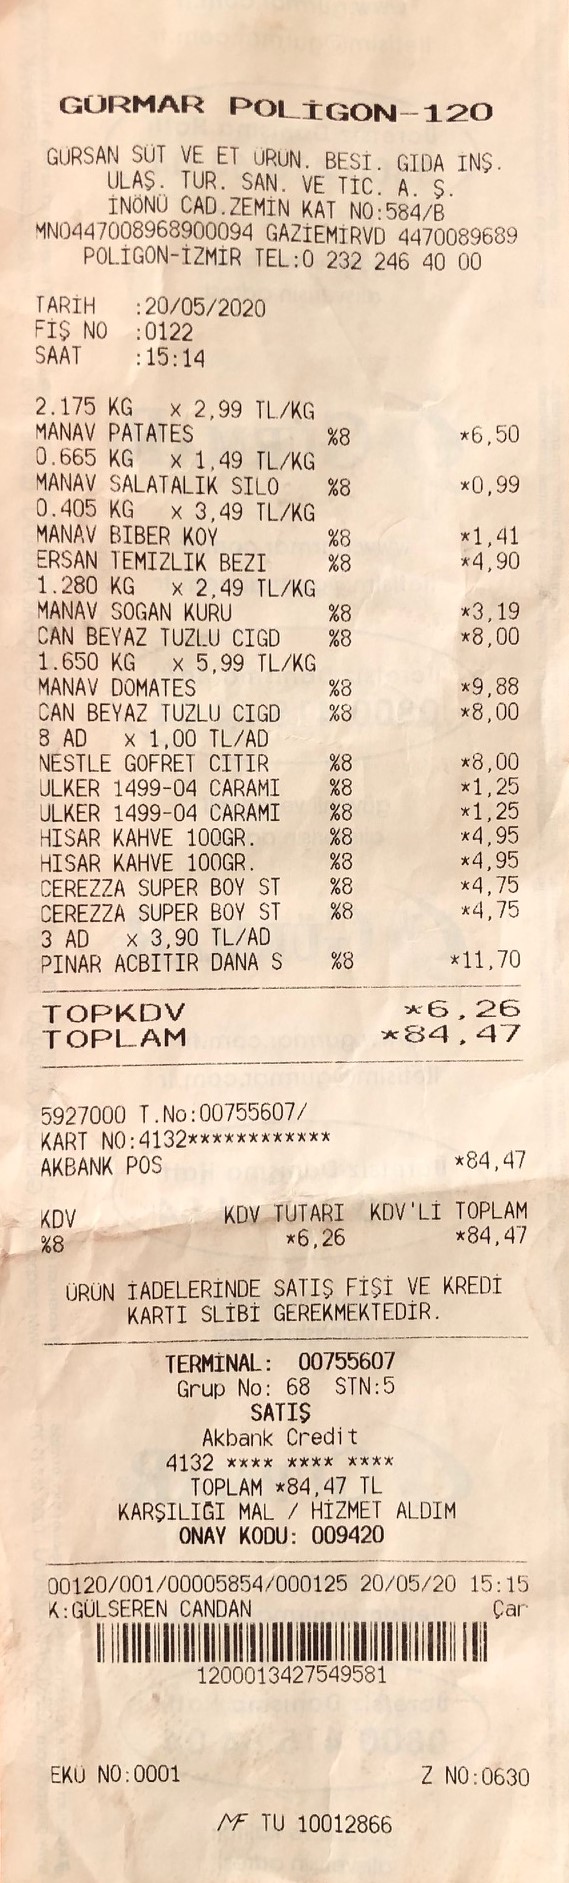 GÜRMAR POLİGON-120
GÜRSAN SÜT VE ET ÜRÜN. BESİ. GIDA İNŞ.
ULAŞ. TUR. SAN. VE TİC. A. Ş.
İNÖNÜ CAD.ZEMİN KAT NO:584/B
MNO4470089689 00094 GAZİEMİRVD 4470089689
POLİGON-İZMİR TEL:0 232 246 40 00
TARİH :20/05/2020
FİŞ NO :0122
SAAT :15:14
2.175 KG x 2,99 TL/KG
MANAV PATATES %8 *6,50
0.665 KG x 1,49 TL/KG
MANAV SALATALIK SILO %8 *0,99
0.405 KG x 3,49 TL/KG
MANAV BIBER KOY %8 *1,41
ERSAN TEMIZLIK BEZI %8 *4,90
1.280 KG x 2,49 TL/KG
MANAV SOGAN KURU %8 *3,19
CAN BEYAZ TUZLU CIGD %8 *8,00
1.650 KG x 5,99 TL/KG
MANAV DOMATES %8 *9,88
CAN BEYAZ TUZLU CIGD %8 *8,00
8 AD x 1,00 TL/AD
NESTLE GOFRET CITIR %8 *8,00
ULKER 1499-04 CARAMI %8 *1,25
ULKER 1499-04 CARAMI %8 *1,25
HISAR KAHVE 100GR. %8 *4,95
HISAR KAHVE 100GR. %8 *4,95
CEREZZA SUPER BOY ST %8 *4,75
CEREZZA SUPER BOY ST %8 *4,75
3 AD x 3,90 TL/AD
PINAR ACBITIR DANA S %8 *11,70
TOPKDV *6,26
TOPLAM *84,47
5927000 T.No:00755607/
KART NO:4132************
AKBANK POS *84,47
KDV KDV TUTARI KDV'Lİ TOPLAM
%8 *6,26 *84,47
ÜRÜN İADELERİNDE SATIŞ FİŞİ VE KREDİ
KARTI SLİBİ GEREKMEKTEDİR.
TERMİNAL: 00755607
Grup No: 68 STN:5
SATIŞ
Akbank Credit
4132 **** **** ****
TOPLAM *84,47 TL
KARŞILIĞI MAL / HİZMET ALDIM
ONAY KODU: 009420
00120/001/00005854/000125 20/05/20 15:15
K:GÜLSEREN CANDAN Çar
1200013427549581
EKÜ NO:0001 Z NO:0630
MF TU 10012866